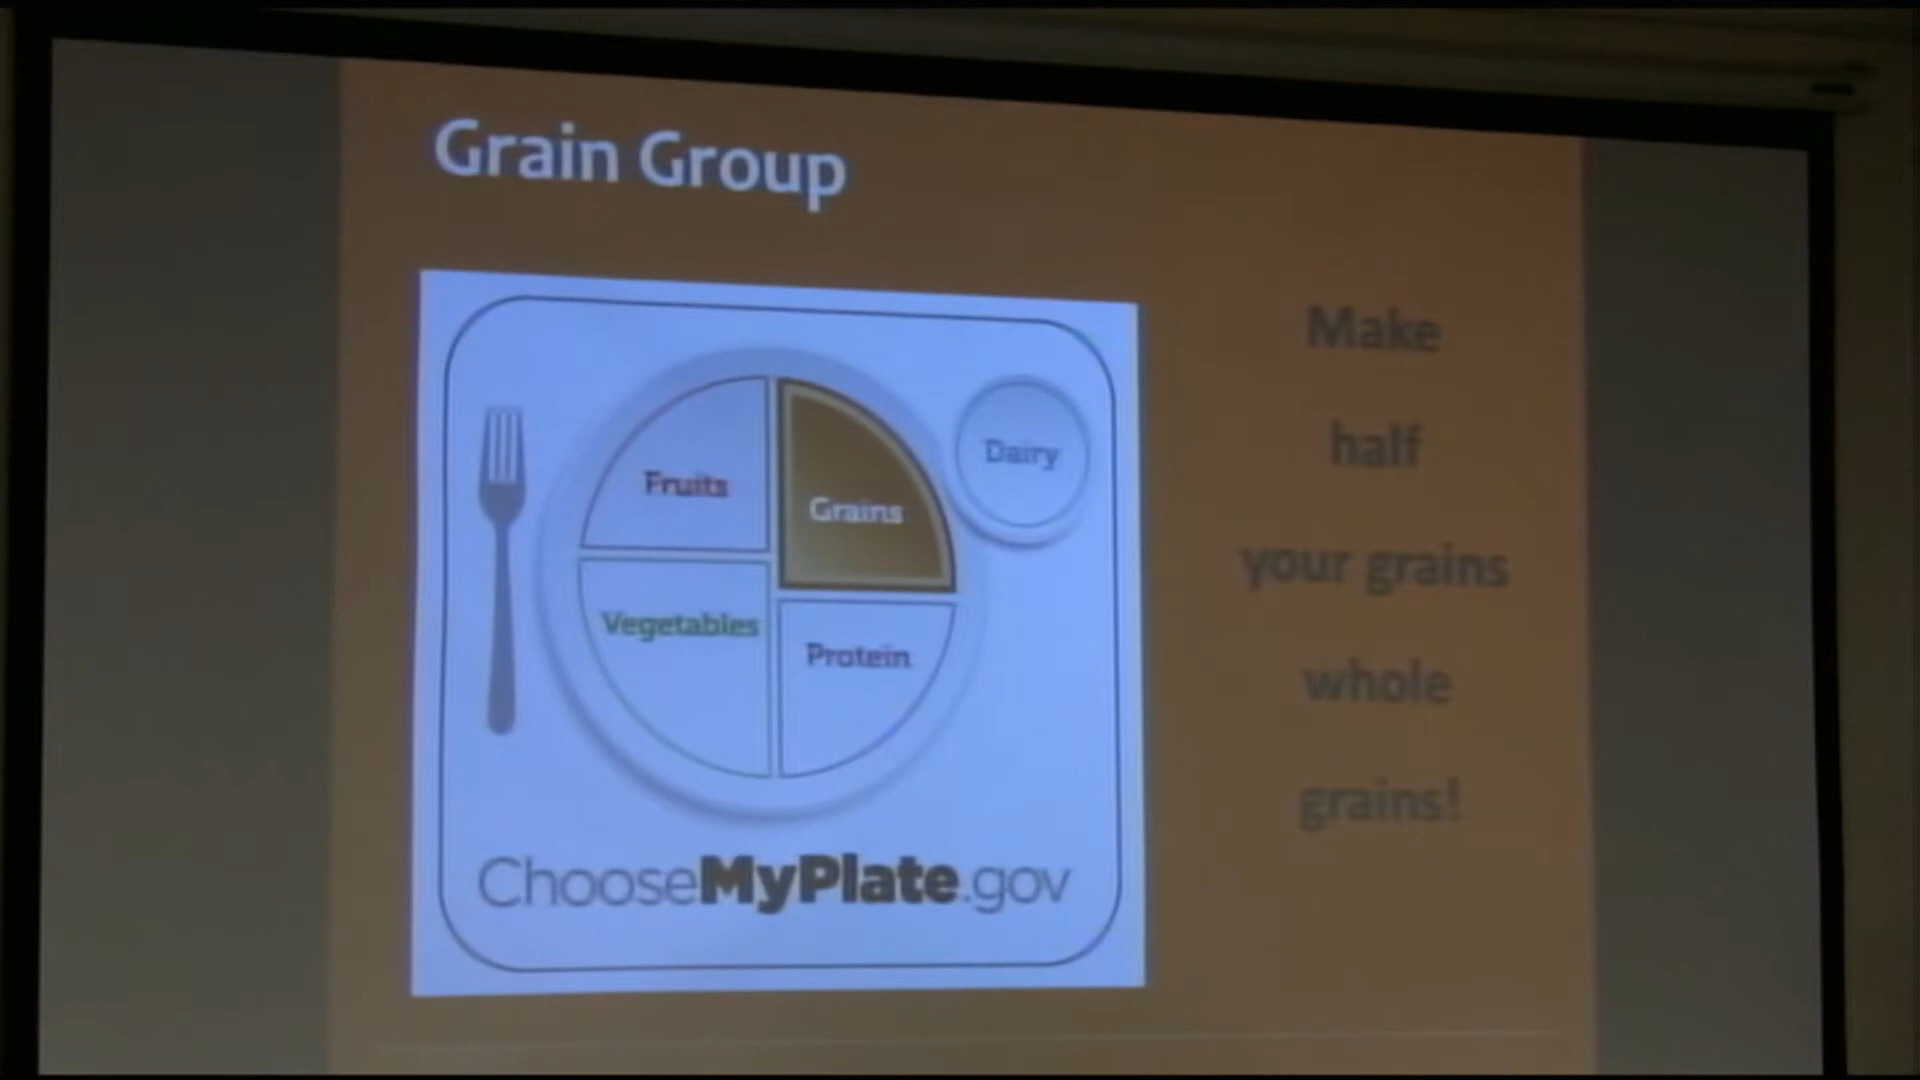 Grain Group
Fruits
Grains
Dairy
Vegetables
Protein
ChooseMyPlate.gov
Make
half
your grains
whole
grains!